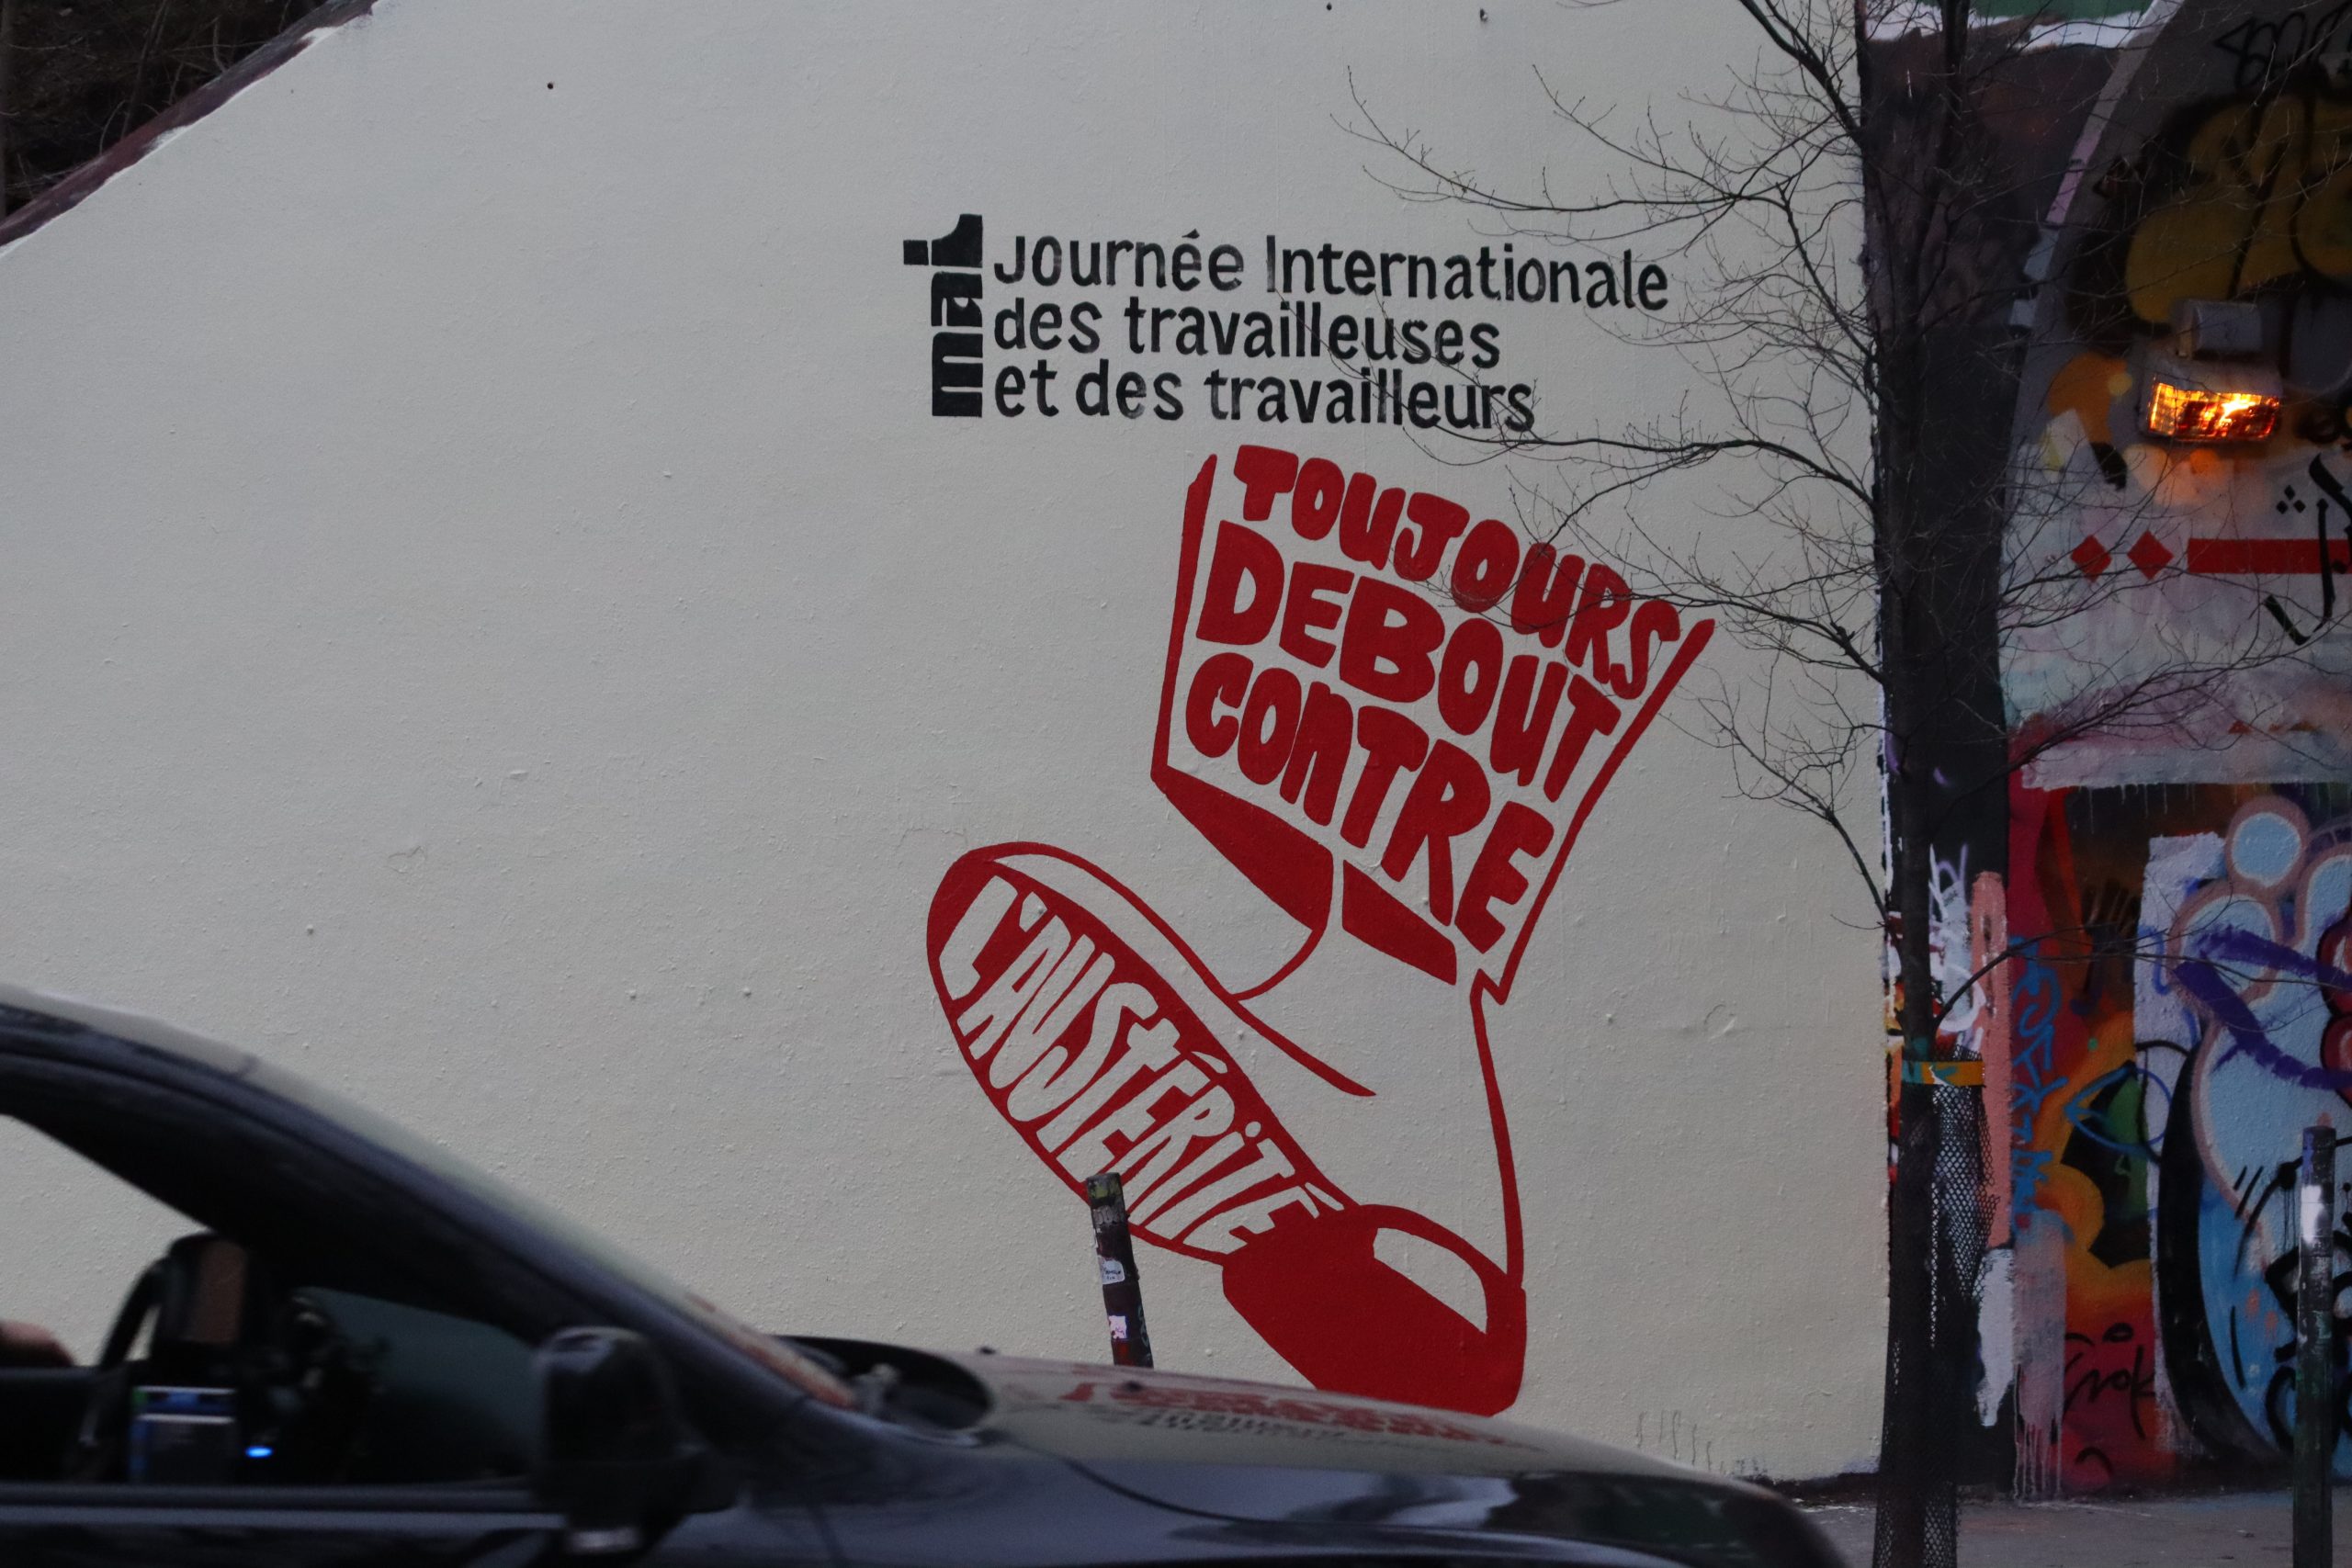 1 mai
Journée Internationale
des travailleuses
et des travailleurs
TOUJOURS
DEBOUT
CONTRE
L'AUSTÉRITÉ